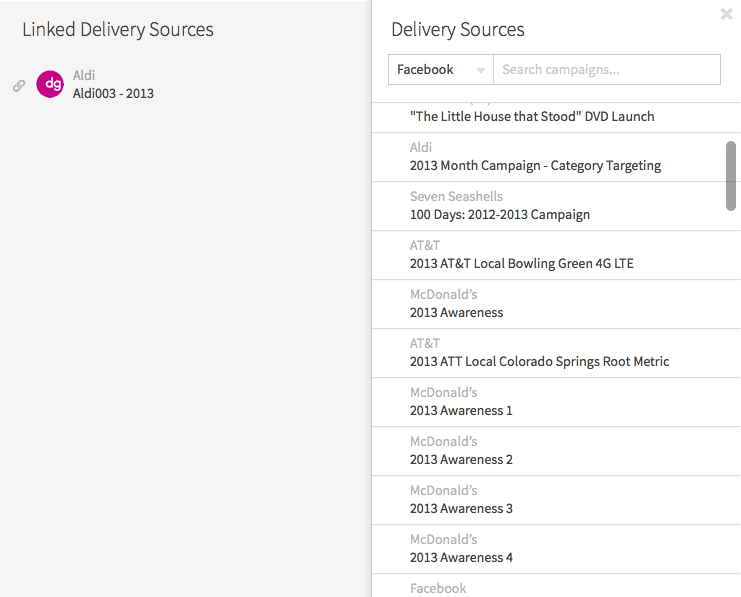 Linked Delivery Sources
dg
Aldi
Aldi003 - 2013
Delivery Sources
Facebook
Search campaigns...
"The Little House that Stood" DVD Launch
Aldi
2013 Month Campaign - Category Targeting
Seven Seashells
100 Days: 2012-2013 Campaign
AT&T
2013 AT&T Local Bowling Green 4G LTE
McDonald’s
2013 Awareness
AT&T
2013 ATT Local Colorado Springs Root Metric
McDonald’s
2013 Awareness 1
McDonald’s
2013 Awareness 2
McDonald’s
2013 Awareness 3
McDonald’s
2013 Awareness 4
Facebook